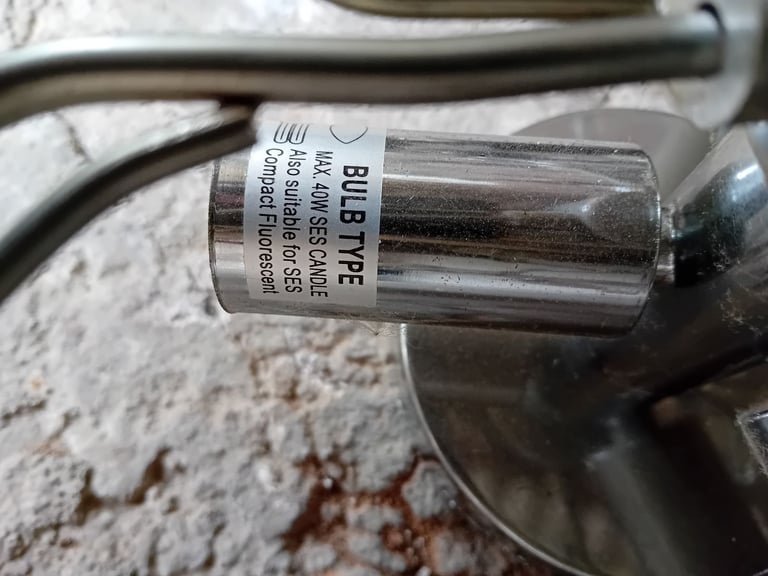 BULB TYPE
MAX. 40W SES CANDLE
Also suitable for SES
Compact Fluorescent